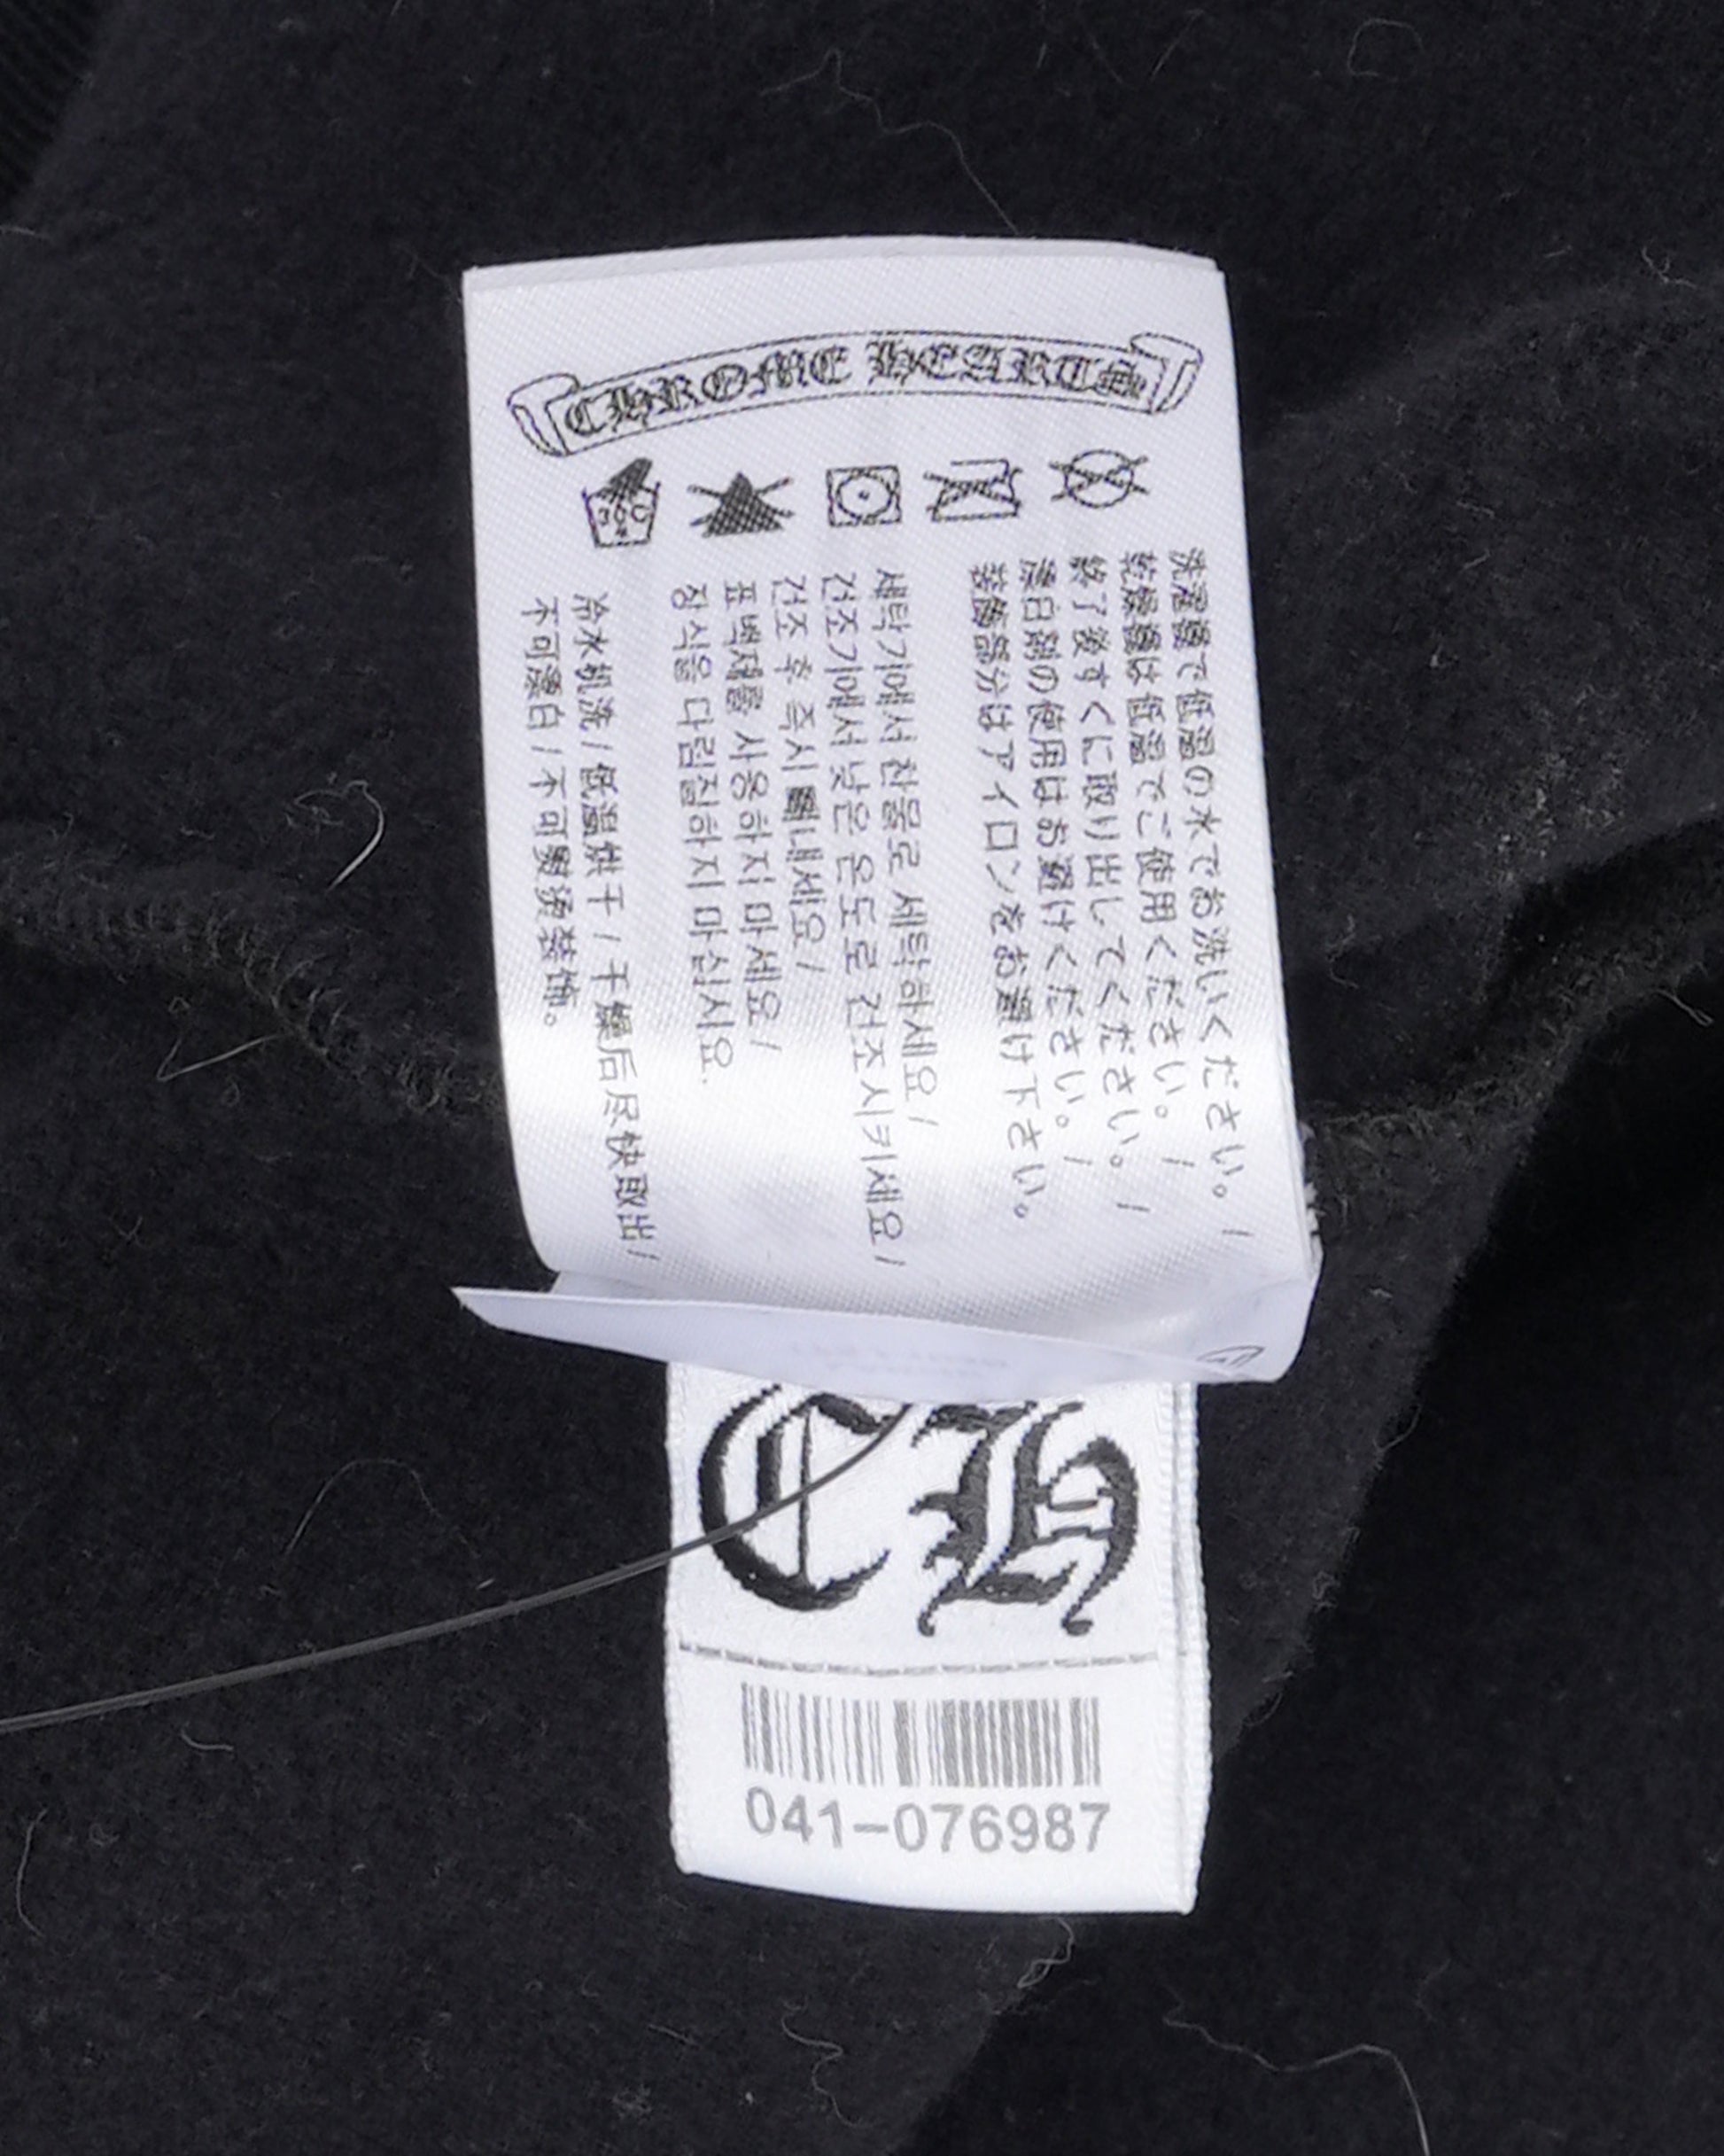 CHROME HEARTS
洗濯機で低温の水でお洗いください。/
乾燥機は低温でご使用ください。/
終了後すぐに取り出してください。/
漂白剤の使用はお避けください。/
装飾部分はアイロンをお避け下さい。
세탁기에서 찬물로 세탁하세요/
건조기에서 낮은 온도로 건조시키세요/
건조 후 즉시 빼내세요/
표백제를 사용하지 마세요/
장식을 다림질하지 마십시요.
冷水机洗/低温烘干/干燥后尽快取出/
不可漂白/不可熨烫装饰。
CH
041-076987